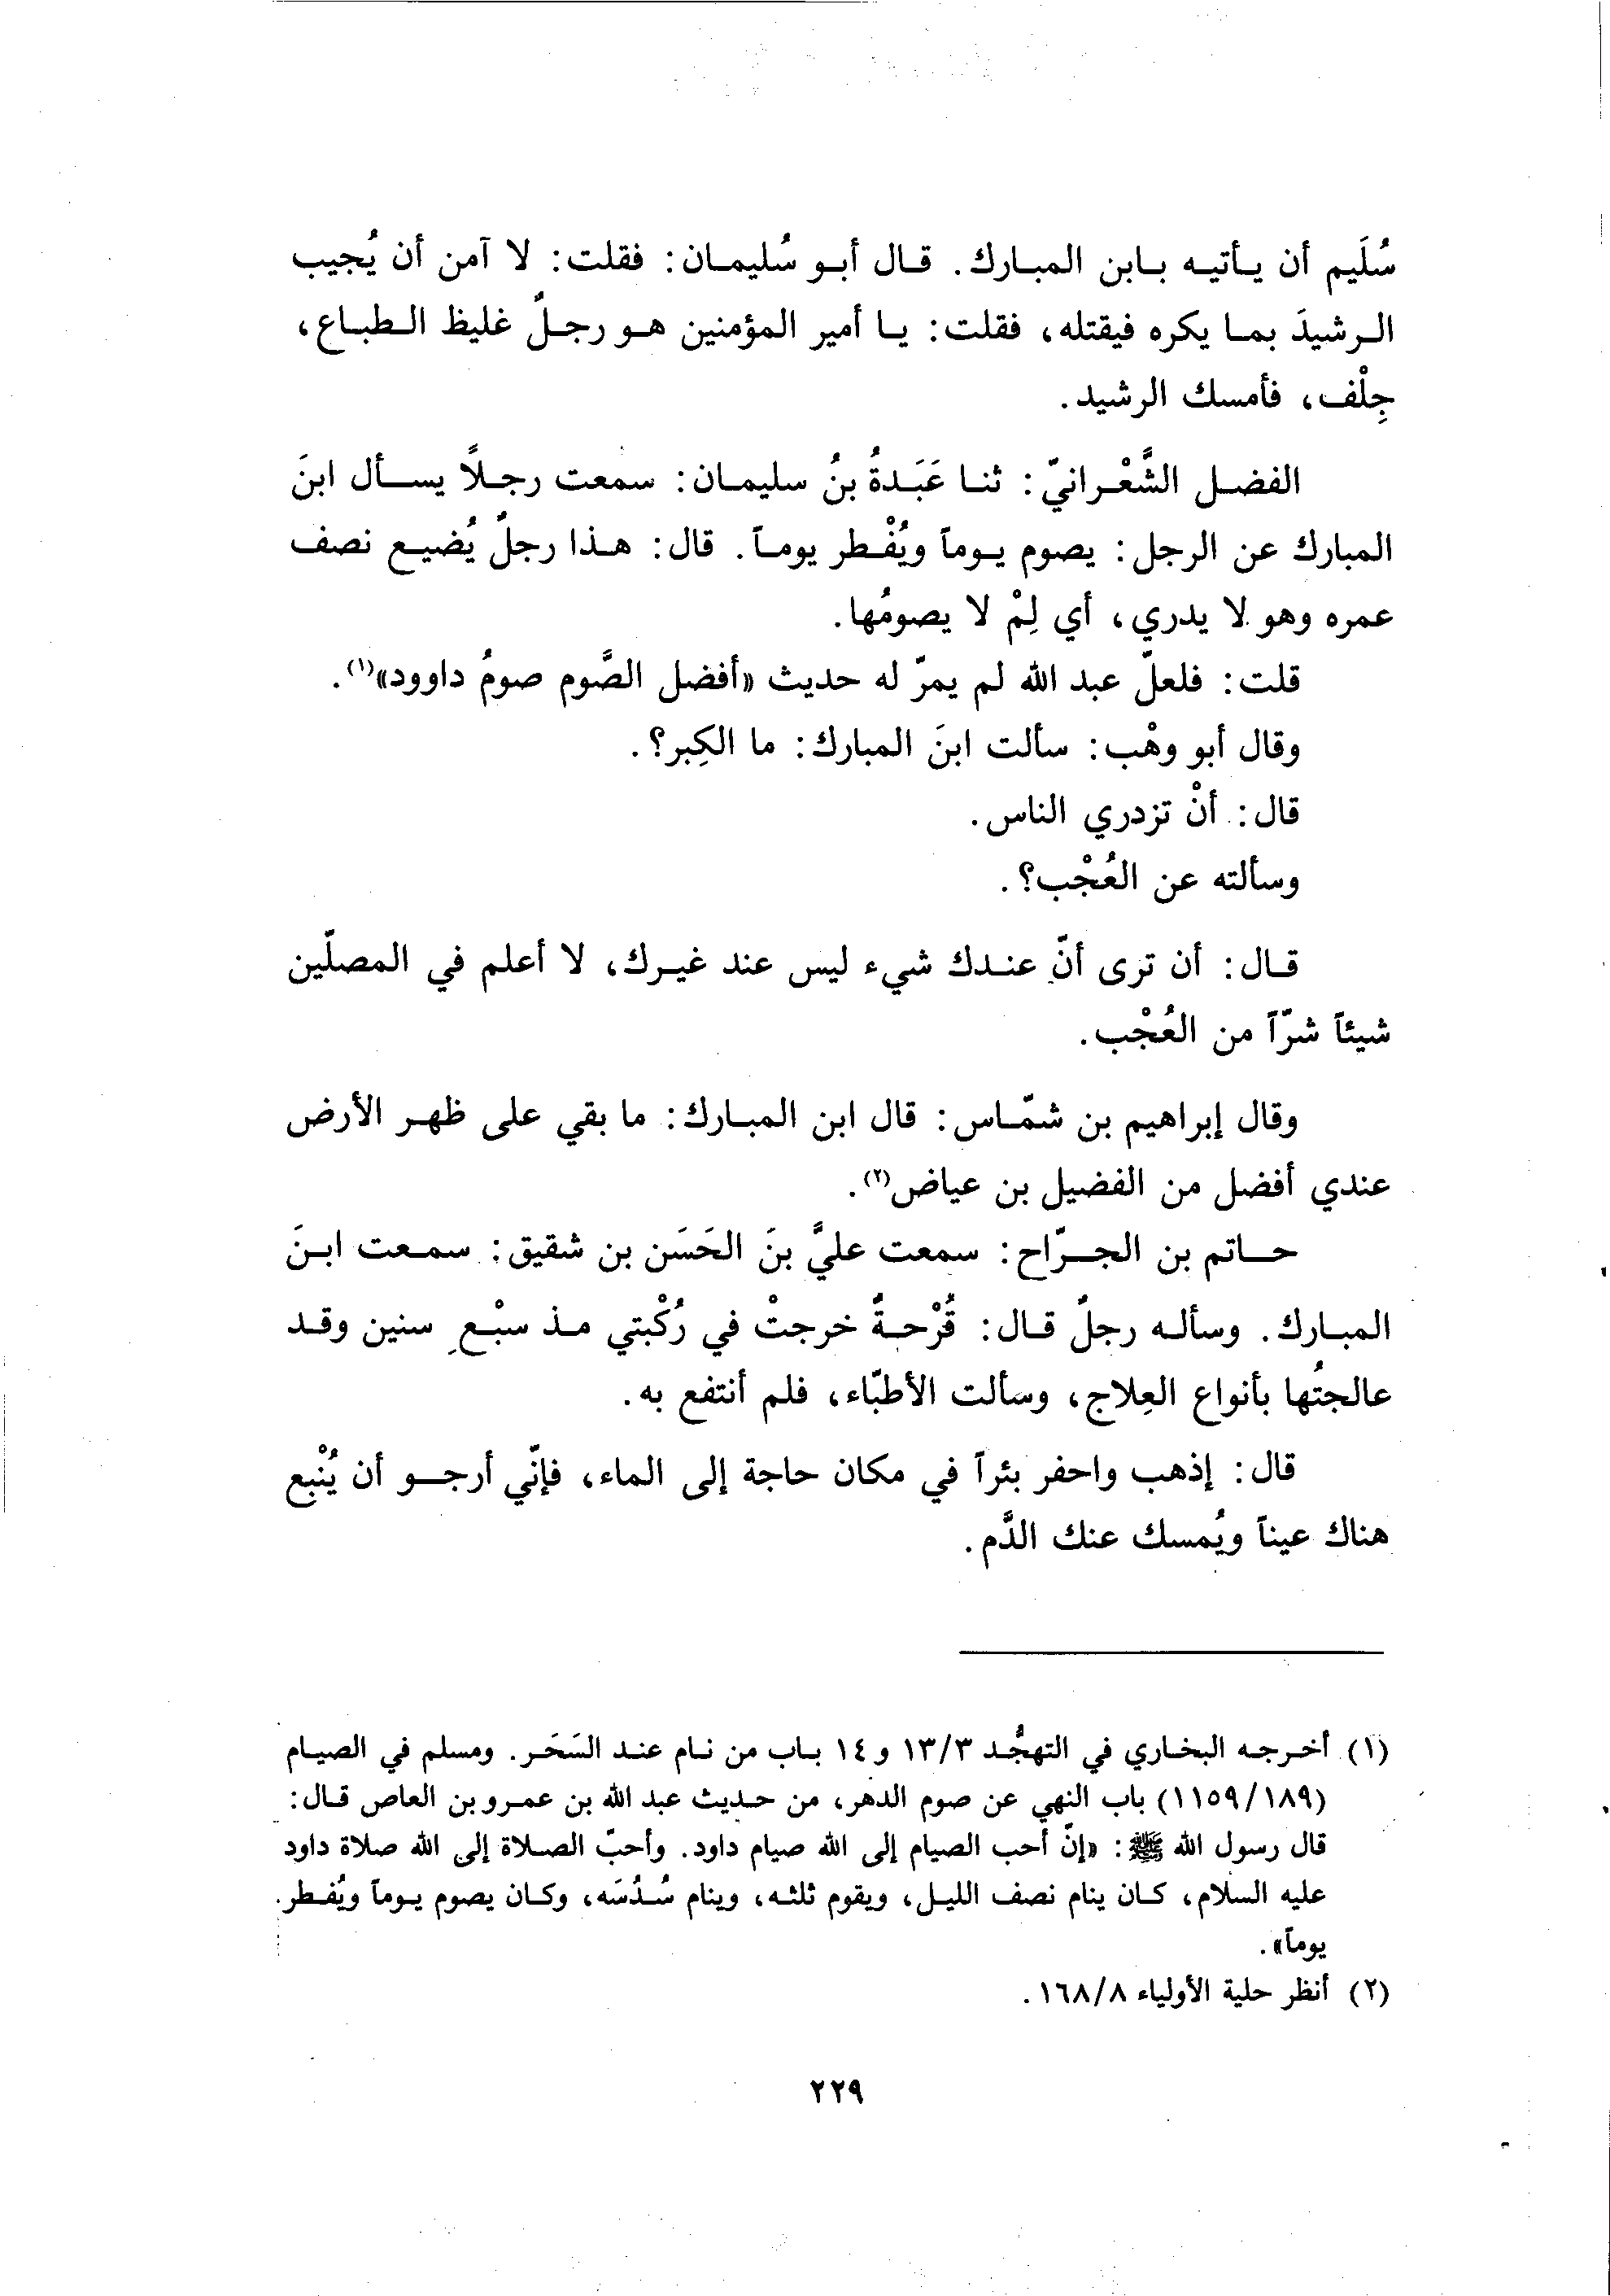 سُلَيم أن يأتيه بابن المبارك. قال أبو سُليمان: فقلت: لا آمن أن يُجيب
الرشيدَ بما يكره فيقتله، فقلت: يا أمير المؤمنين هو رجلٌ غليظ الطباع،
جِلْف، فأمسك الرشيد.
الفضل الشَّعْرانيّ: ثنا عَبَدةُ بنُ سليمان: سمعت رجلاً يسأل ابنَ
المبارك عن الرجل: يصوم يوماً ويُفْطر يوماً. قال: هذا رجلٌ يُضيع نصف
عمره وهو لا يدري، أي لِمْ لا يصومُها.
قلت: فلعلّ عبد الله لم يمرّ له حديث «أفضل الصَّوم صومُ داوود»(١).
وقال أبو وهْب: سألت ابنَ المبارك: ما الكِبر؟.
قال: أنْ تزدري الناس.
وسألته عن العُجْب؟.
قال: أن ترى أنّ عندك شيء ليس عند غيرك، لا أعلم في المصلّين
شيئاً شرّاً من العُجْب.
وقال إبراهيم بن شمّاس: قال ابن المبارك: ما بقي على ظهر الأرض
عندي أفضل من الفضيل بن عياض(٢).
حاتم بن الجرّاح: سمعت عليَّ بنَ الحَسَن بن شقيق: سمعت ابنَ
المبارك. وسأله رجلٌ قال: قُرْحةٌ خرجتْ في رُكْبتي مذ سبْعِ سنين وقد
عالجتُها بأنواع العِلاج، وسألت الأطبّاء، فلم أنتفع به.
قال: إذهب واحفر بئراً في مكان حاجة إلى الماء، فإنّي أرجو أن يُنْبع
هناك عيناً ويُمسك عنك الدَّم.
(١) أخرجه البخاري في التهجُّد ١٣/٣ و١٤ باب من نام عند السَحَر. ومسلم في الصيام
(١١٥٩/١٨٩) باب النهي عن صوم الدهر، من حديث عبد الله بن عمرو بن العاص قال:
قال رسول الله ﷺ: «إنّ أحب الصيام إلى الله صيام داود. وأحبّ الصلاة إلى الله صلاة داود
عليه السلام، كان ينام نصف الليل، ويقوم ثلثه، وينام سُدُسَه، وكان يصوم يوماً ويُفطر
يوماً».
(٢) أنظر حلية الأولياء ١٦٨/٨.
٢٢٩